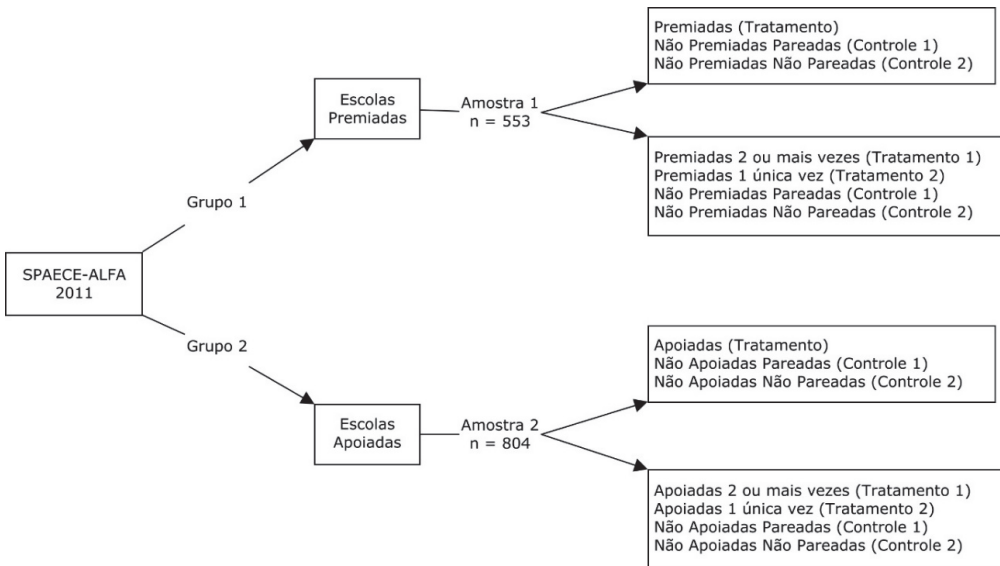 SPAECE-ALFA
2011
Grupo 1
Escolas
Premiadas
Amostra 1
n = 553
Premiadas (Tratamento)
Não Premiadas Pareadas (Controle 1)
Não Premiadas Não Pareadas (Controle 2)
Premiadas 2 ou mais vezes (Tratamento 1)
Premiadas 1 única vez (Tratamento 2)
Não Premiadas Pareadas (Controle 1)
Não Premiadas Não Pareadas (Controle 2)
Grupo 2
Escolas
Apoiadas
Amostra 2
n = 804
Apoiadas (Tratamento)
Não Apoiadas Pareadas (Controle 1)
Não Apoiadas Não Pareadas (Controle 2)
Apoiadas 2 ou mais vezes (Tratamento 1)
Apoiadas 1 única vez (Tratamento 2)
Não Apoiadas Pareadas (Controle 1)
Não Apoiadas Não Pareadas (Controle 2)